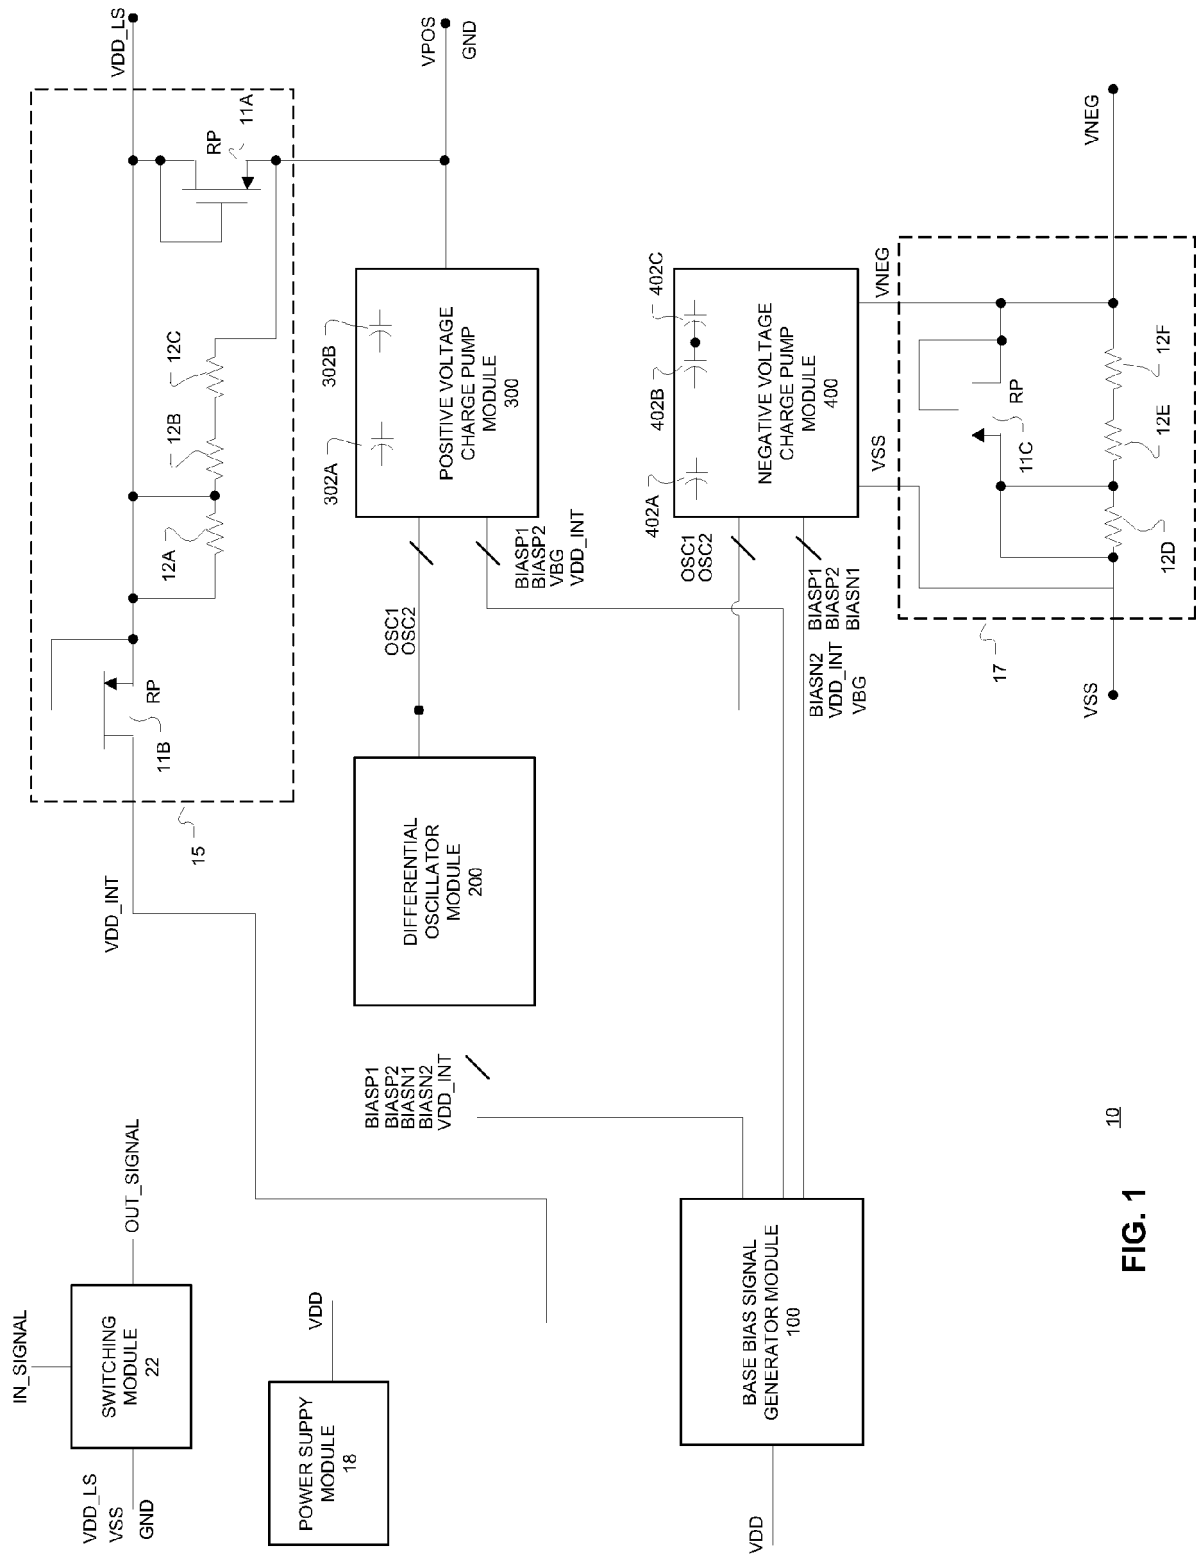 IN_SIGNAL
VDD_LS
VSS
GND
SWITCHING
MODULE
22
OUT_SIGNAL
POWER SUPPY
MODULE
18
VDD
VDD_INT
15
11B
RP
12A
12B
12C
RP
11A
VDD_LS
BIASP1
BIASP2
BIASN1
BIASN2
VDD_INT
DIFFERENTIAL
OSCILLATOR
MODULE
200
OSC1
OSC2
302A
302B
POSITIVE VOLTAGE
CHARGE PUMP
MODULE
300
BIASP1
BIASP2
VBG
VDD_INT
VPOS
GND
VDD
BASE BIAS SIGNAL
GENERATOR MODULE
100
OSC1
OSC2
402A
402B
402C
NEGATIVE VOLTAGE
CHARGE PUMP
MODULE
400
BIASN2
VDD_INT
VBG
BIASP1
BIASP2
BIASN1
VSS
VNEG
17
11C
RP
12D
12E
12F
VSS
VNEG
10
FIG. 1